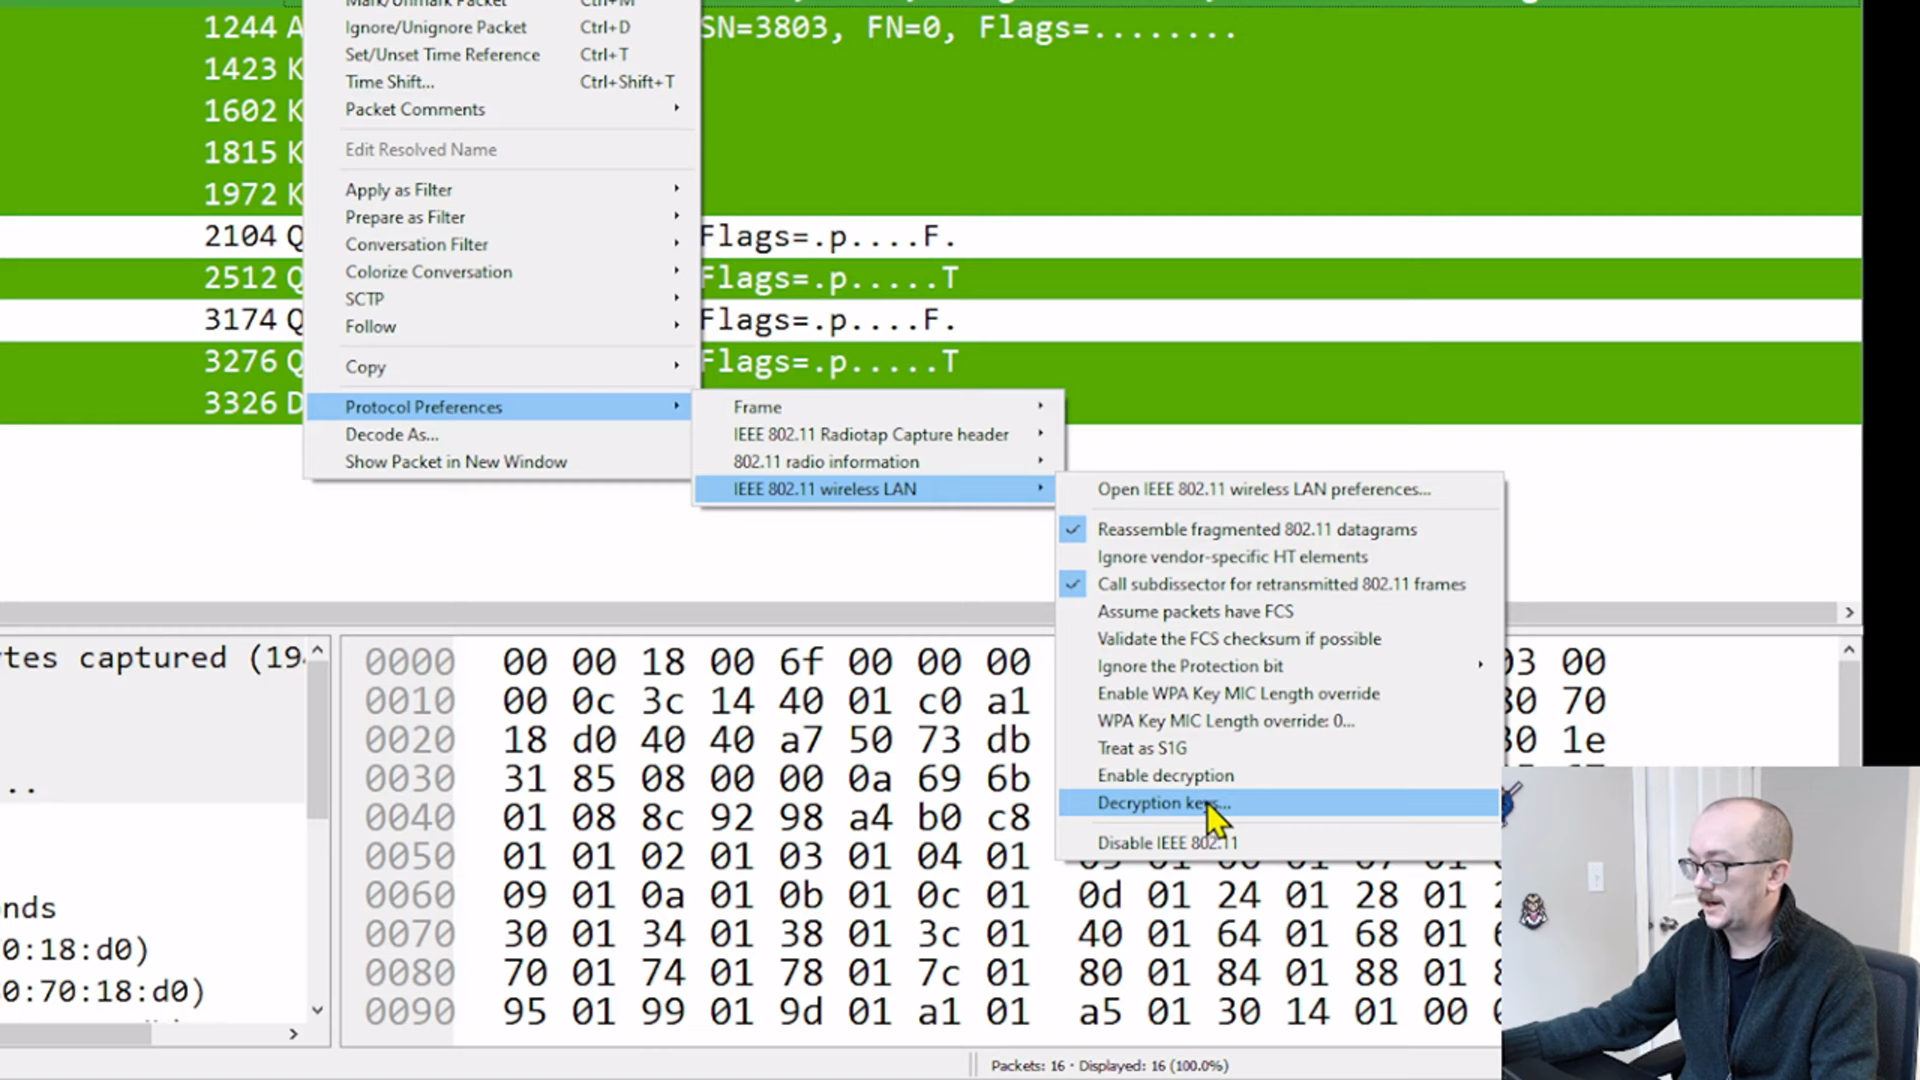 Mark/Unmark Packet Ctrl+M
1244 A Ignore/Unignore Packet Ctrl+D SN=3803, FN=0, Flags=........
Set/Unset Time Reference Ctrl+T
1423 K
Time Shift... Ctrl+Shift+T
1602 K Packet Comments
1815 K Edit Resolved Name
1972 K Apply as Filter
Prepare as Filter
2104 Q Flags=.p....F.
Conversation Filter
2512 Q Colorize Conversation Flags=.p.....T
SCTP
3174 Q Follow Flags=.p....F.
3276 Q Copy Flags=.p.....T
3326 D Protocol Preferences
Decode As...
Show Packet in New Window
Frame
IEEE 802.11 Radiotap Capture header
802.11 radio information
IEEE 802.11 wireless LAN
Open IEEE 802.11 wireless LAN preferences...
Reassemble fragmented 802.11 datagrams
Ignore vendor-specific HT elements
Call subdissector for retransmitted 802.11 frames
Assume packets have FCS
Validate the FCS checksum if possible
Ignore the Protection bit
Enable WPA Key MIC Length override
WPA Key MIC Length override: 0...
Treat as S1G
Enable decryption
Decryption keys...
Disable IEEE 802.11
tes captured (19
..
nds
0:18:d0)
0:70:18:d0)
0000 00 00 18 00 6f 00 00 00 03 00
0010 00 0c 3c 14 40 01 c0 a1 80 70
0020 18 d0 40 40 a7 50 73 db 1e
0030 31 85 08 00 00 0a 69 6b
0040 01 08 8c 92 98 a4 b0 c8
0050 01 01 02 01 03 01 04 01
0060 09 01 0a 01 0b 01 0c 01 0d 01 24 01 28 01
0070 30 01 34 01 38 01 3c 01 40 01 64 01 68 01
0080 70 01 74 01 78 01 7c 01 80 01 84 01 88 01
0090 95 01 99 01 9d 01 a1 01 a5 01 30 14 01 00
Packets: 16 · Displayed: 16 (100.0%)